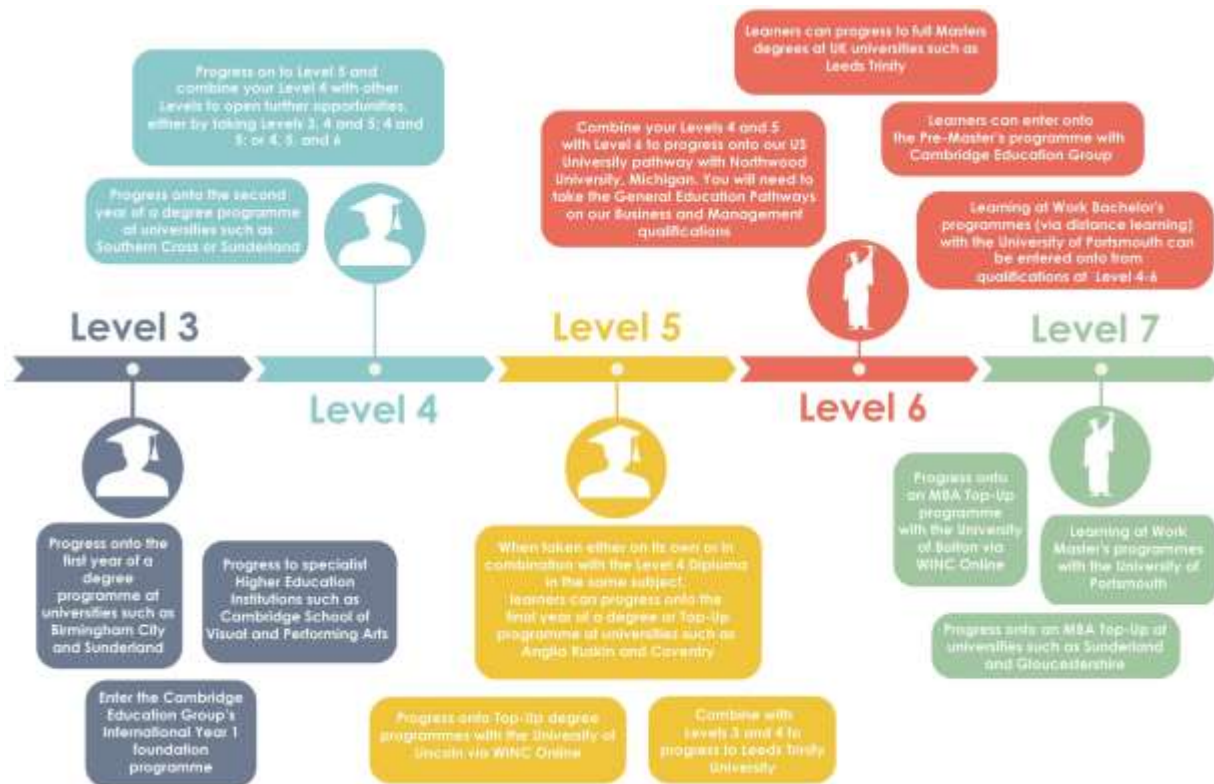 Level 3
Progress onto the
first year of a
degree
programme at
universities such as
Birmingham City
and Sunderland
Progress to specialist
Higher Education
Institutions such as
Cambridge School of
Visual and Performing Arts
Enter the Cambridge
Education Group's
International Year 1
foundation
programme
Level 4
Progress on to Level 5 and
combine your Level 4 with other
Levels to open further opportunities,
either by taking Levels 3, 4 and 5; 4 and
5; or 4, 5, and 6
Progress onto the second
year of a degree programme
at universities such as
Southern Cross or Sunderland
Level 5
When taken either on its own or in
combination with the Level 4 Diploma
in the same subject,
learners can progress onto the
final year of a degree or Top-Up
programme at universities such as
Anglia Ruskin and Coventry
Progress onto Top-Up degree
programmes with the University of
Lincoln via WINC Online
Combine with
Levels 3 and 4 to
progress to Leeds Trinity
University
Level 6
Learners can progress to full Masters
degrees at UK universities such as
Leeds Trinity
Combine your Levels 4 and 5
with Level 6 to progress onto our US
University pathway with Northwood
University, Michigan. You will need to
take the General Education Pathways
on our Business and Management
qualifications
Learners can enter onto
the Pre-Master's programme with
Cambridge Education Group
Learning at Work Bachelor's
programmes (via distance learning)
with the University of Portsmouth can
be entered onto from
qualifications at Level 4-6
Level 7
Progress onto
an MBA Top-Up
programme
with the University
of Bolton via
WINC Online
Learning at Work
Master's programmes
with the University of
Portsmouth
Progress onto an MBA Top-Up at
universities such as Sunderland
and Gloucestershire